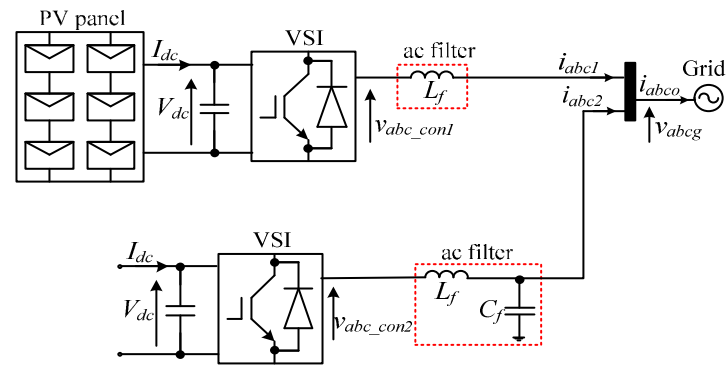 PV panel
I_dc
VSI
ac filter
i_abc1
Grid
V_dc
L_f
i_abc2
i_abco
v_abc_con1
v_abcg
VSI
ac filter
I_dc
L_f
V_dc
C_f
v_abc_con2